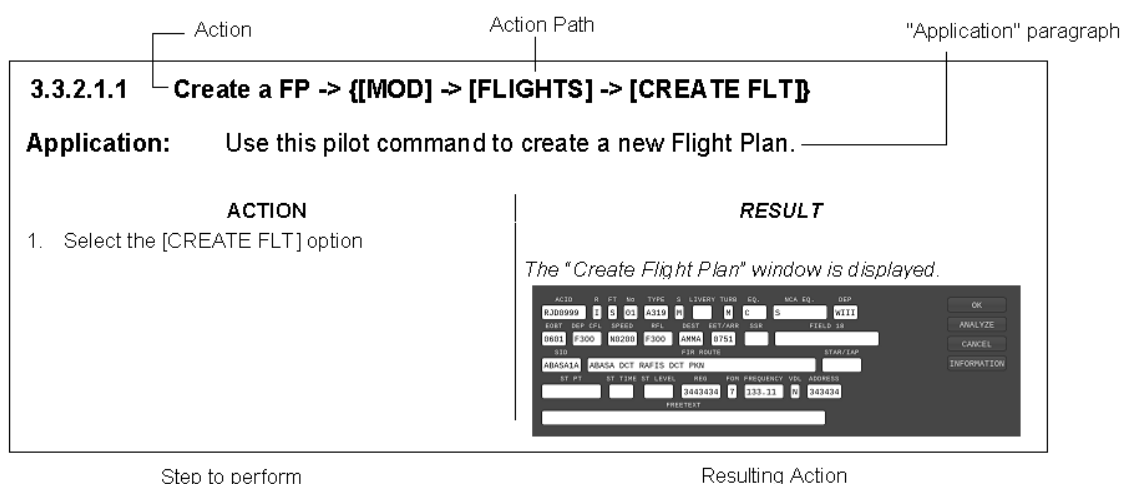 Action
Action Path
"Application" paragraph
3.3.2.1.1 Create a FP -> {[MOD] -> [FLIGHTS] -> [CREATE FLT]}
Application: Use this pilot command to create a new Flight Plan.
ACTION
RESULT
1. Select the [CREATE FLT] option
The "Create Flight Plan" window is displayed.
ACID R FT No TYPE S LIVERY TURB EQ. NCA EQ. DEP
RJD0999 I S 01 A319 M M C S WIII
OK
EOBT DEP CFL SPEED RFL DEST EET/ARR SSR FIELD 18
ANALYZE
0601 F300 N0200 F300 AMMA 0751
CANCEL
SID FIR ROUTE STAR/IAP
ABASA1A ABASA DCT RAFIS DCT PKN
INFORMATION
ST PT ST TIME ST LEVEL REG FOM FREQUENCY VDL ADDRESS
3443434 7 133.11 N 343434
FREETEXT
Step to perform
Resulting Action